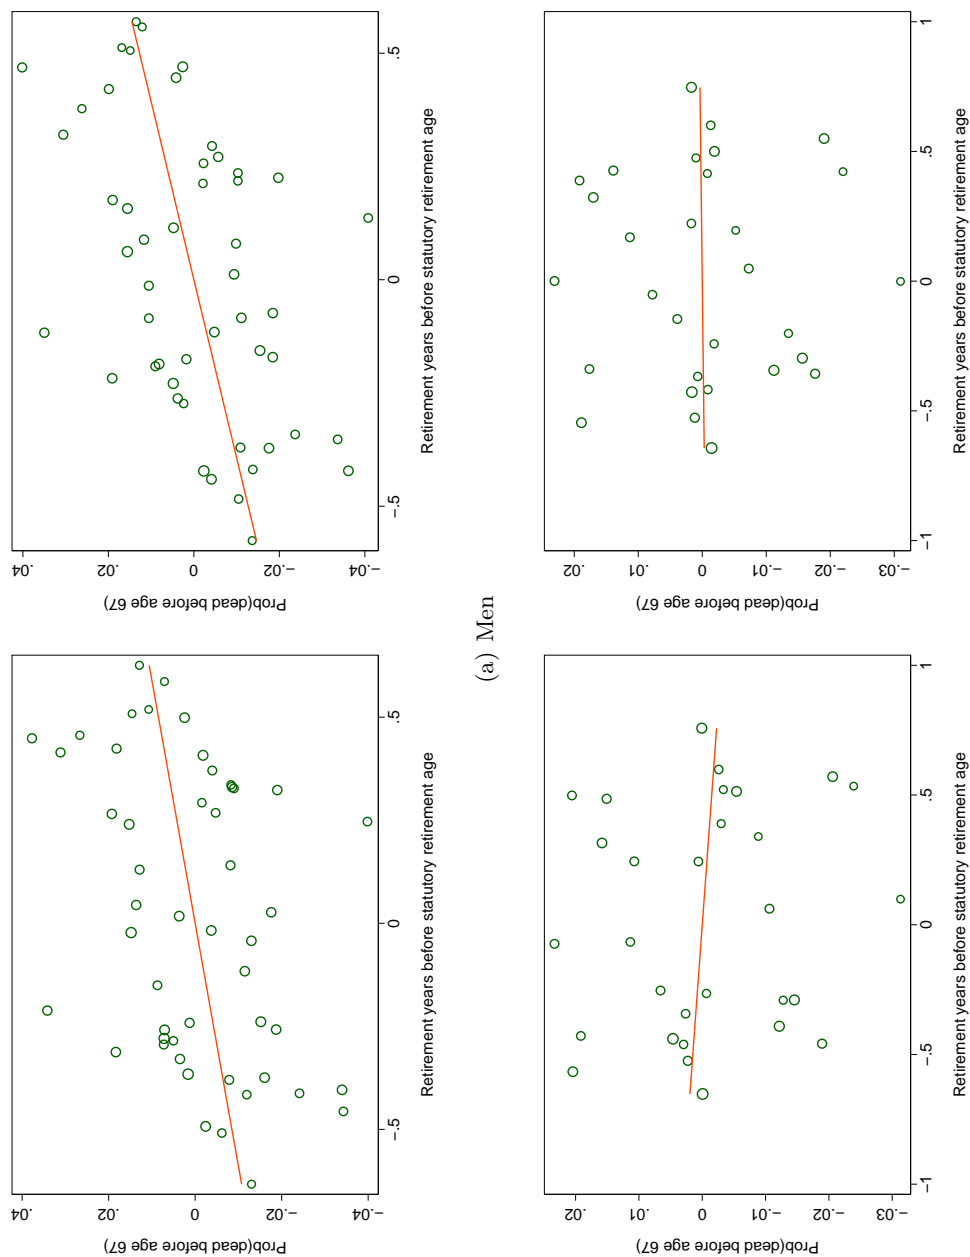 Prob(dead before age 67)
.04
.02
0
-.02
-.04
-.5 0 .5
Retirement years before statutory retirement age
Prob(dead before age 67)
.04
.02
0
-.02
-.04
-.5 0 .5
Retirement years before statutory retirement age
(a) Men
Prob(dead before age 67)
.02
.01
0
-.01
-.02
-.03
-1 -.5 0 .5 1
Retirement years before statutory retirement age
Prob(dead before age 67)
.02
.01
0
-.01
-.02
-.03
-1 -.5 0 .5 1
Retirement years before statutory retirement age